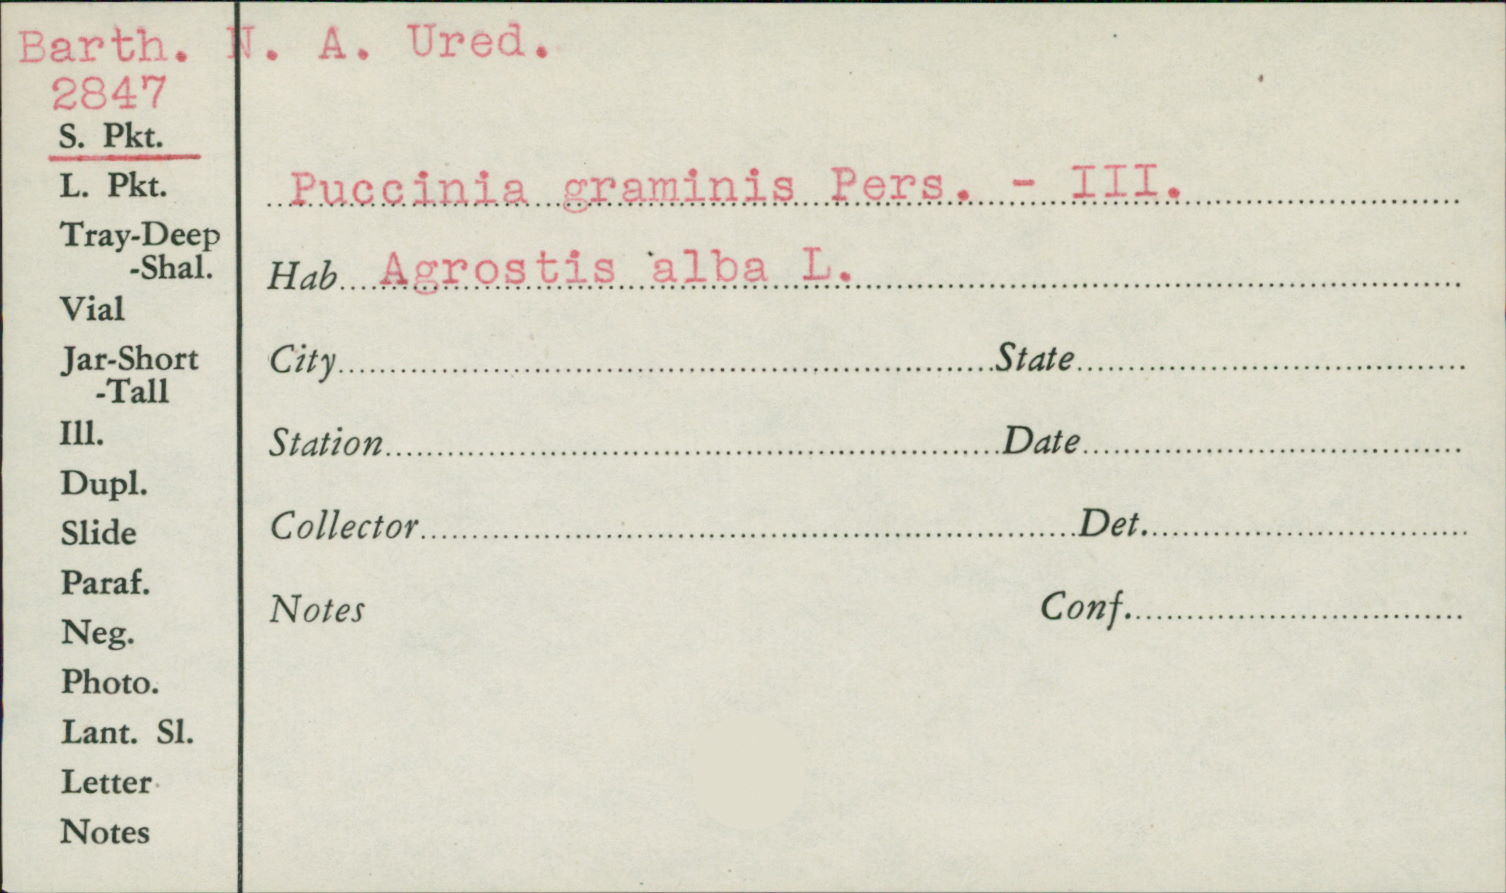 Barth. N. A. Ured.
2847
S. Pkt.
L. Pkt.
Tray-Deep
-Shal.
Vial
Jar-Short
-Tall
Ill.
Dupl.
Slide
Paraf.
Neg.
Photo.
Lant. Sl.
Letter
Notes
Puccinia graminis Pers. - III.
Hab. Agrostis alba L.
City State
Station Date
Collector Det.
Notes Conf.